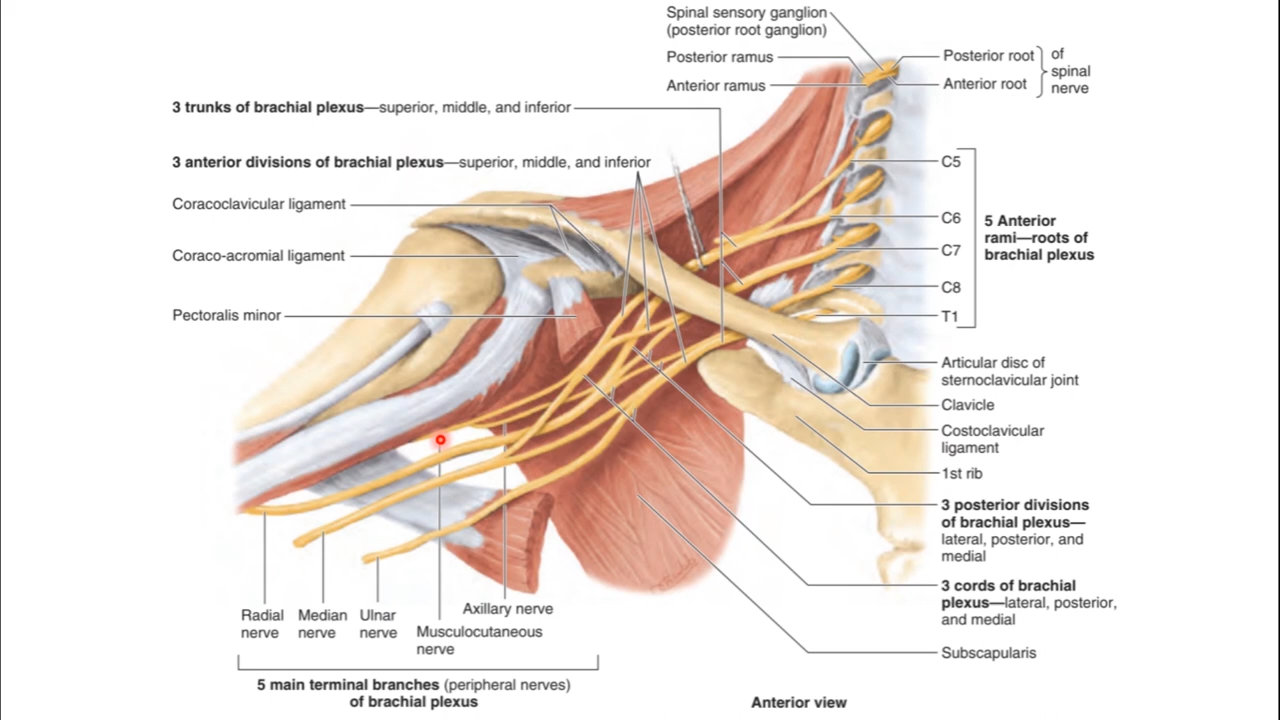 Spinal sensory ganglion
(posterior root ganglion)
Posterior ramus
Anterior ramus
Posterior root
Anterior root
of
spinal
nerve
3 trunks of brachial plexus—superior, middle, and inferior
3 anterior divisions of brachial plexus—superior, middle, and inferior
Coracoclavicular ligament
Coraco-acromial ligament
Pectoralis minor
C5
C6
C7
C8
T1
5 Anterior
rami—roots of
brachial plexus
Articular disc of
sternoclavicular joint
Clavicle
Costoclavicular
ligament
1st rib
3 posterior divisions
of brachial plexus—
lateral, posterior, and
medial
3 cords of brachial
plexus—lateral, posterior,
and medial
Subscapularis
Radial
nerve
Median
nerve
Ulnar
nerve
Musculocutaneous
nerve
Axillary nerve
5 main terminal branches (peripheral nerves)
of brachial plexus
Anterior view